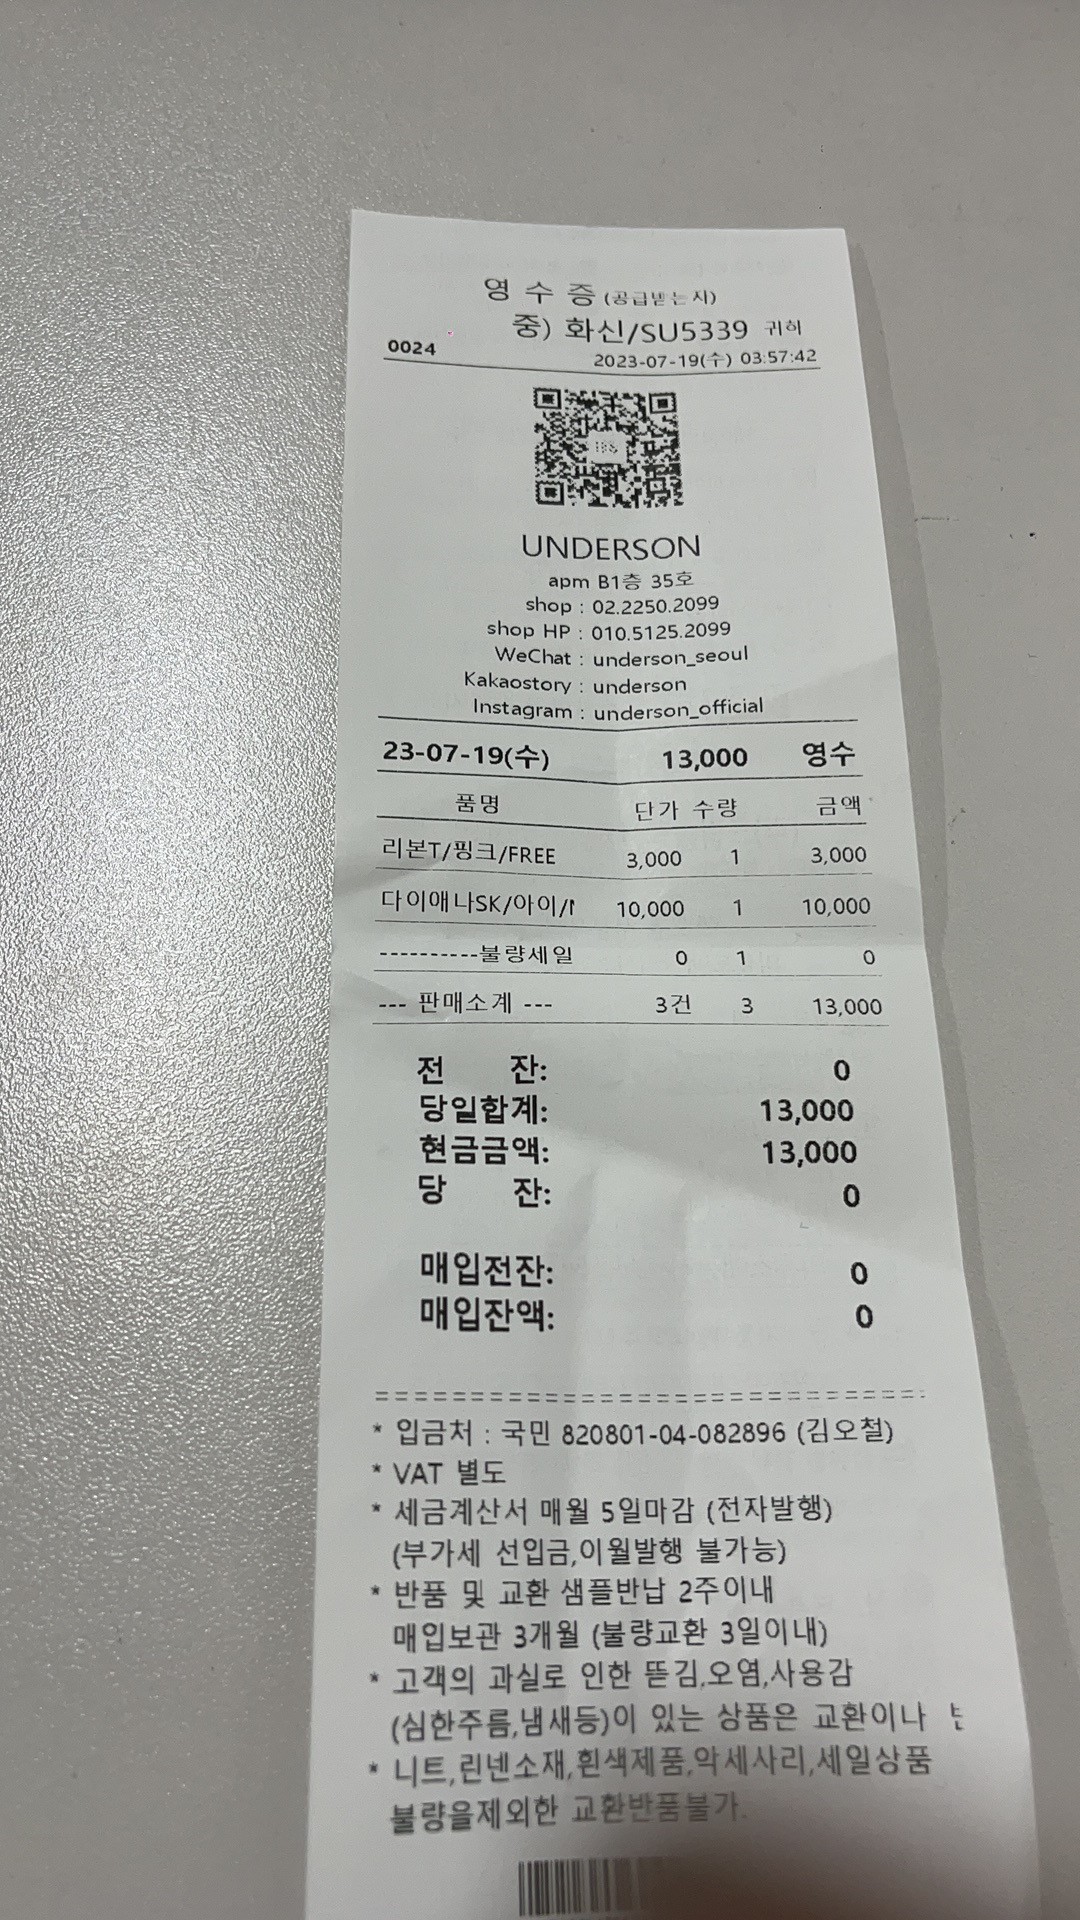 영 수 증 (공급받는자)
중) 화신/SU5339 귀하
0024
2023-07-19(수) 03:57:42
UNDERSON
apm B1층 35호
shop : 02.2250.2099
shop HP : 010.5125.2099
WeChat : underson_seoul
Kakaostory : underson
Instagram : underson_official
23-07-19(수) 13,000 영수
품명 단가 수량 금액
리본T/핑크/FREE 3,000 1 3,000
다이애나SK/아이/ 10,000 1 10,000
----------불량세일 0 1 0
--- 판매소계 --- 3건 3 13,000
전 잔: 0
당일합계: 13,000
현금금액: 13,000
당 잔: 0
매입전잔: 0
매입잔액: 0
==============================
* 입금처 : 국민 820801-04-082896 (김오철)
* VAT 별도
* 세금계산서 매월 5일마감 (전자발행)
(부가세 선입금,이월발행 불가능)
* 반품 및 교환 샘플반납 2주이내
매입보관 3개월 (불량교환 3일이내)
* 고객의 과실로 인한 뜯김,오염,사용감
(심한주름,냄새등)이 있는 상품은 교환이나
* 니트,린넨소재,흰색제품,악세사리,세일상품
불량을제외한 교환반품불가.